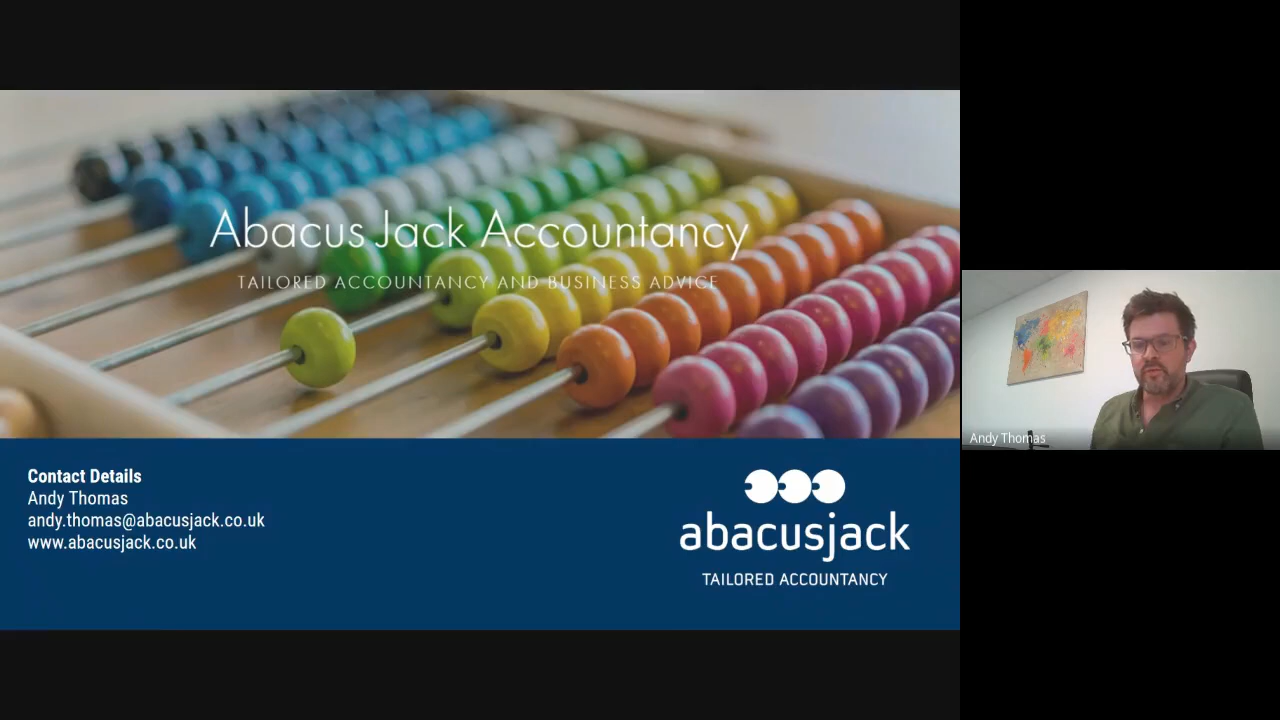 Abacus Jack Accountancy
TAILORED ACCOUNTANCY AND BUSINESS ADVICE
Contact Details
Andy Thomas
andy.thomas@abacusjack.co.uk
www.abacusjack.co.uk
abacusjack
TAILORED ACCOUNTANCY
Andy Thomas